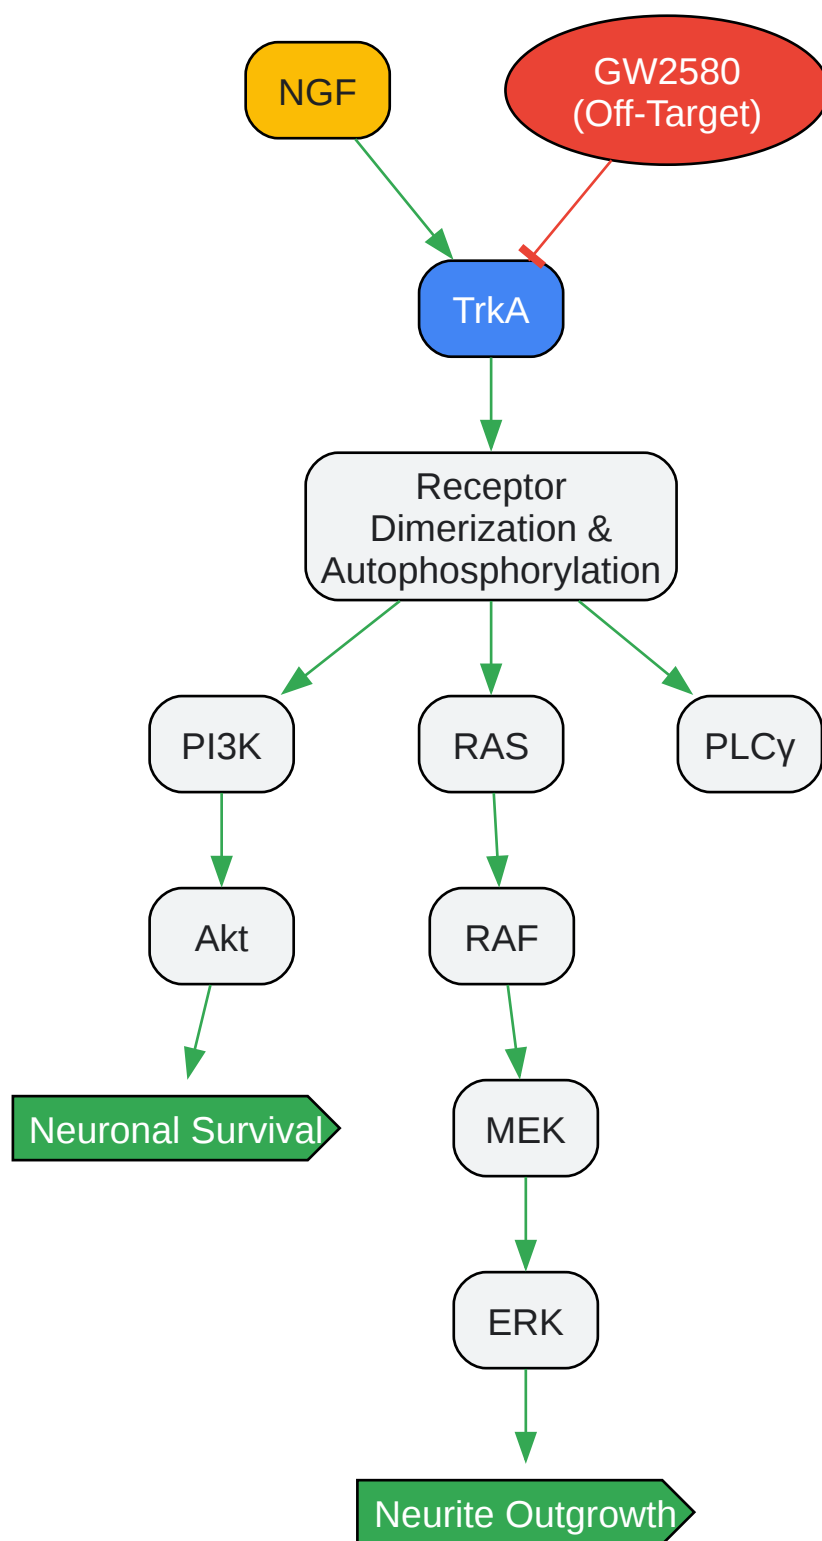 NGF
GW2580
(Off-Target)
TrkA
Receptor
Dimerization &
Autophosphorylation
PI3K
RAS
PLCγ
Akt
RAF
Neuronal Survival
MEK
ERK
Neurite Outgrowth